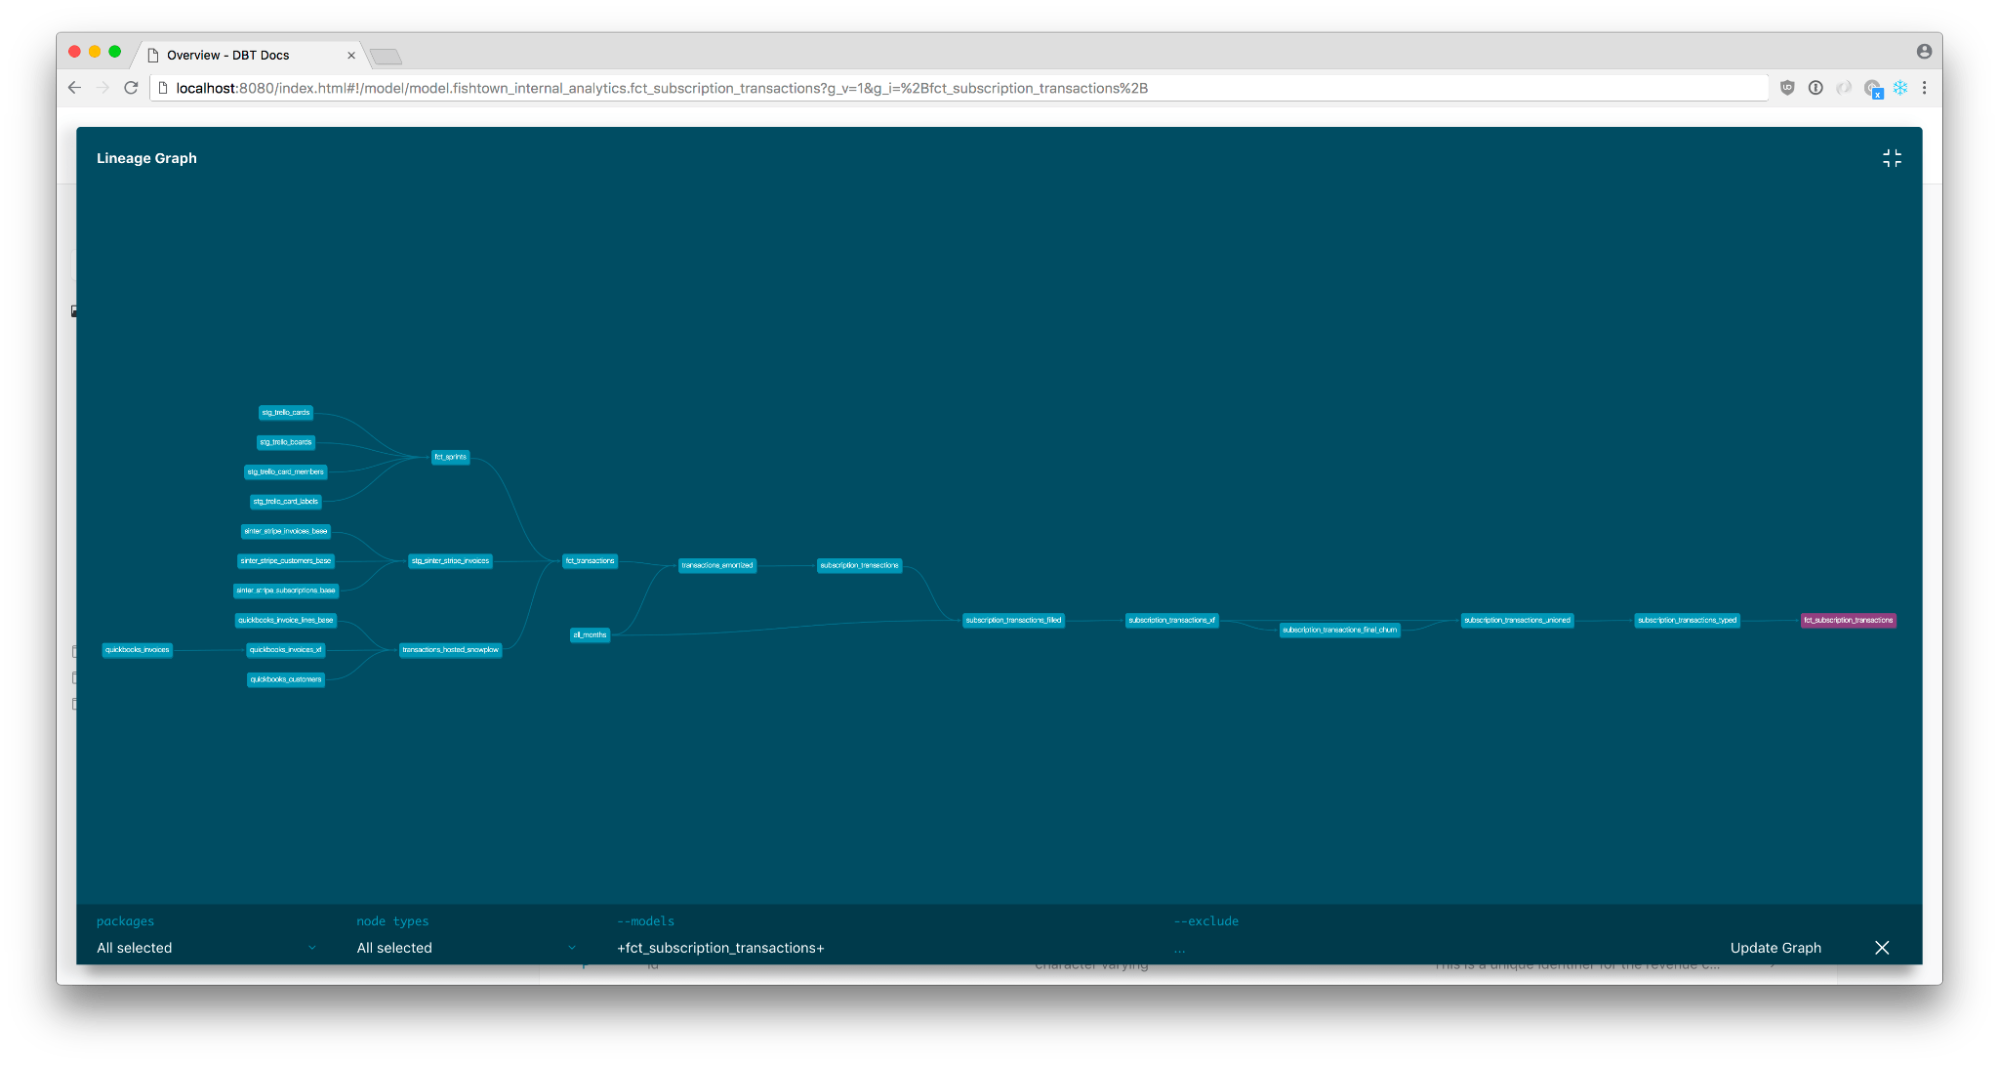 Overview - DBT Docs
localhost:8080/index.html#!/model/model.fishtown_internal_analytics.fct_subscription_transactions?g_v=1&g_i=%2Bfct_subscription_transactions%2B
Lineage Graph
stg_trello_cards
stg_trello_boards
fct_sprints
stg_trello_card_members
stg_trello_card_labels
sinter_stripe_invoices_base
sinter_stripe_customers_base
stg_sinter_stripe_invoices
fct_transactions
transactions_amortized
subscription_transactions
sinter_stripe_subscriptions_base
quickbooks_invoice_lines_base
all_months
subscription_transactions_filled
subscription_transactions_xf
subscription_transactions_final_churn
subscription_transactions_unioned
subscription_transactions_typed
fct_subscription_transactions
quickbooks_invoices
quickbooks_invoices_xf
transactions_hosted_snowplow
quickbooks_customers
packages
node types
--models
--exclude
All selected
All selected
+fct_subscription_transactions+
...
Update Graph
id
character varying
This is a unique identifier for the revenue c...